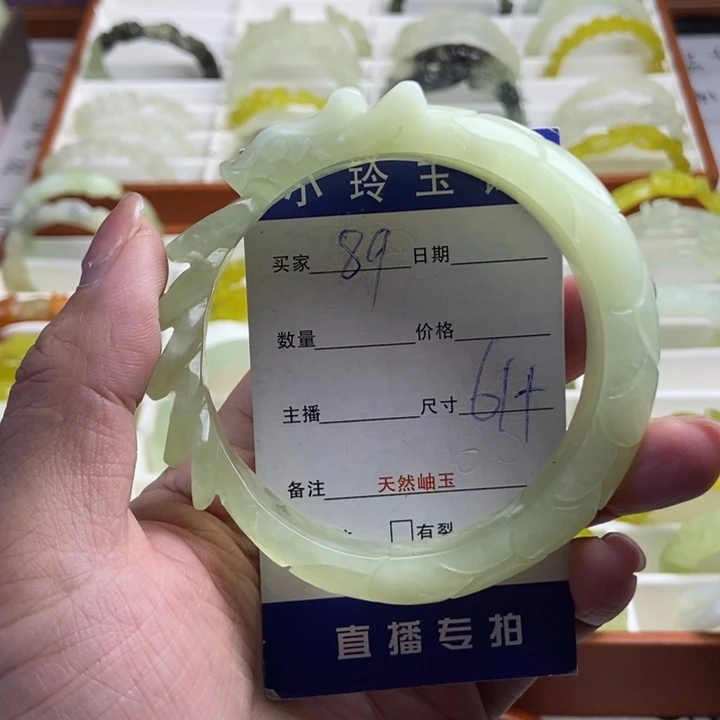 小玲玉
买家 89 日期
数量 价格
主播 尺寸 61+
备注 天然岫玉
有裂
直播专拍